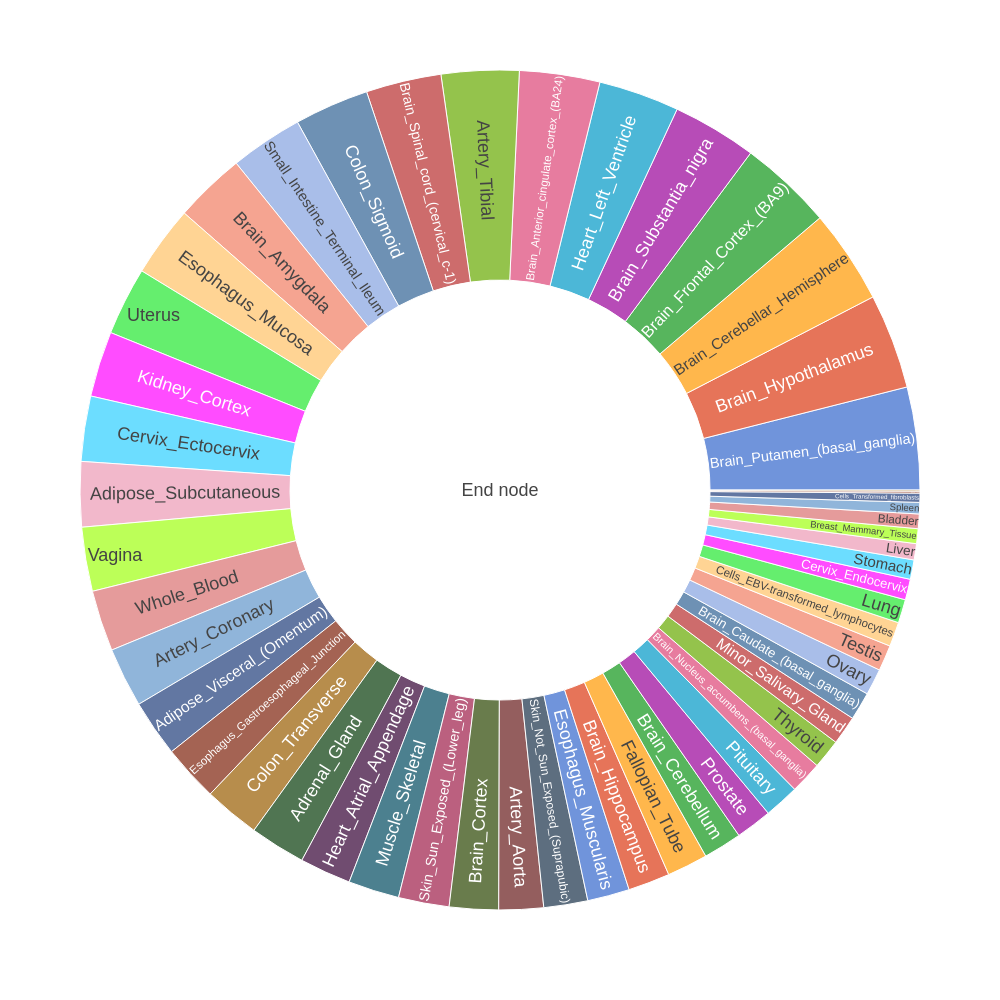 Brain_Putamen_(basal_ganglia)
Brain_Hypothalamus
Brain_Cerebellar_Hemisphere
Brain_Frontal_Cortex_(BA9)
Brain_Substantia_nigra
Heart_Left_Ventricle
Brain_Anterior_cingulate_cortex_(BA24)
Artery_Tibial
Brain_Spinal_cord_(cervical_c-1)
Colon_Sigmoid
Small_Intestine_Terminal_Ileum
Brain_Amygdala
Esophagus_Mucosa
Uterus
Kidney_Cortex
Cervix_Ectocervix
Adipose_Subcutaneous
Vagina
Whole_Blood
Artery_Coronary
Adipose_Visceral_(Omentum)
Esophagus_Gastroesophageal_Junction
Colon_Transverse
Adrenal_Gland
Heart_Atrial_Appendage
Muscle_Skeletal
Skin_Sun_Exposed_(Lower_leg)
Brain_Cortex
Artery_Aorta
Skin_Not_Sun_Exposed_(Suprapubic)
Esophagus_Muscularis
Brain_Hippocampus
Fallopian_Tube
Brain_Cerebellum
Prostate
Pituitary
Brain_Nucleus_accumbens_(basal_ganglia)
Thyroid
Minor_Salivary_Gland
Brain_Caudate_(basal_ganglia)
Ovary
Testis
Cells_EBV-transformed_lymphocytes
Lung
Cervix_Endocervix
Stomach
Liver
Breast_Mammary_Tissue
Bladder
Spleen
Cells_Transformed_fibroblasts
End node